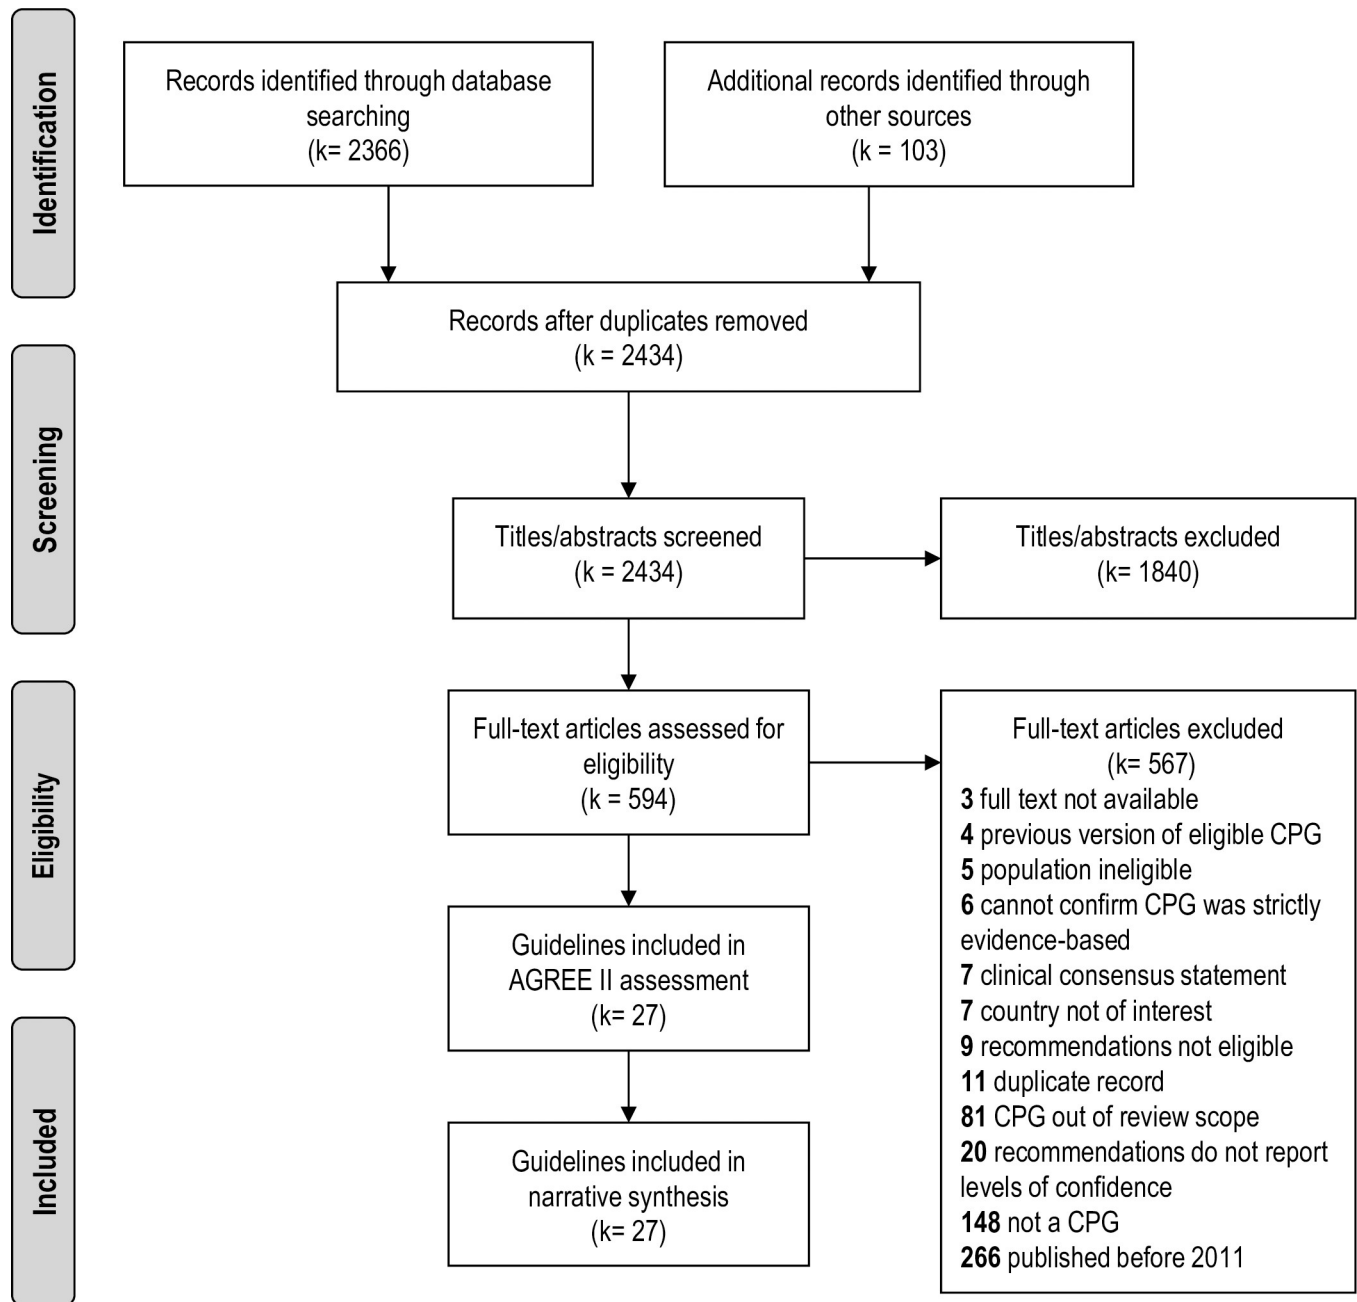 Identification
Records identified through database
searching
(k= 2366)
Additional records identified through
other sources
(k = 103)
Records after duplicates removed
(k = 2434)
Screening
Titles/abstracts screened
(k = 2434)
Titles/abstracts excluded
(k= 1840)
Eligibility
Full-text articles assessed for
eligibility
(k = 594)
Full-text articles excluded
(k= 567)
3 full text not available
4 previous version of eligible CPG
5 population ineligible
6 cannot confirm CPG was strictly
evidence-based
7 clinical consensus statement
7 country not of interest
9 recommendations not eligible
11 duplicate record
81 CPG out of review scope
20 recommendations do not report
levels of confidence
148 not a CPG
266 published before 2011
Guidelines included in
AGREE II assessment
(k= 27)
Included
Guidelines included in
narrative synthesis
(k= 27)